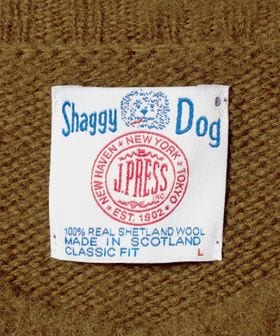 Shaggy Dog
NEW HAVEN • NEW YORK • TOKYO
J. PRESS
INC
EST. 1902.
100% REAL SHETLAND WOOL
MADE IN SCOTLAND
CLASSIC FIT L